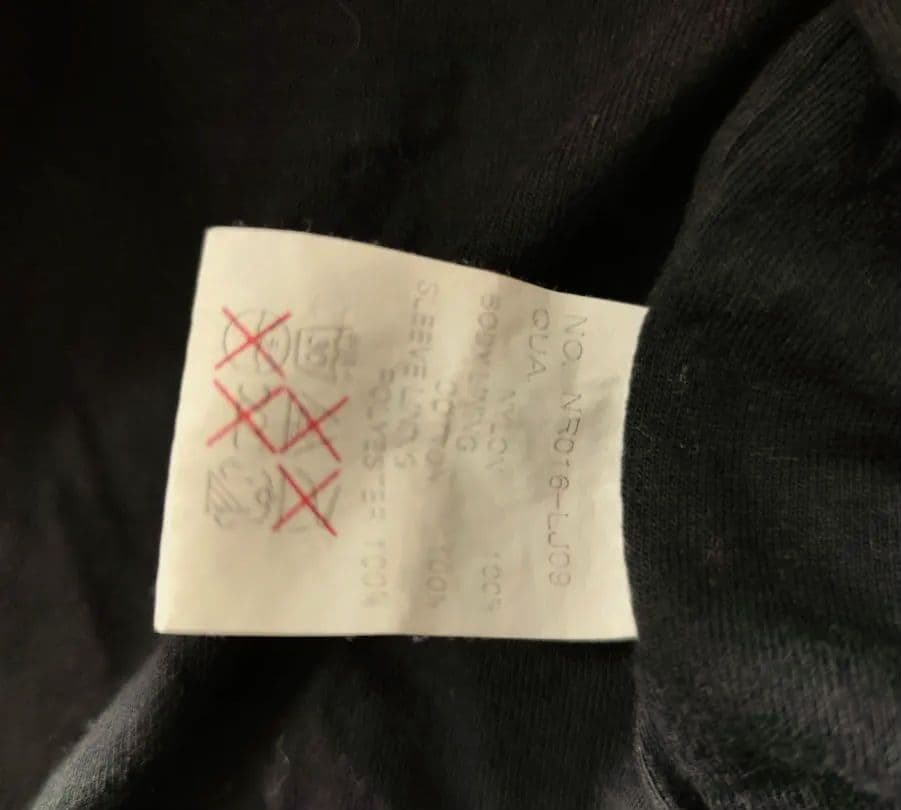 NO. NR016-LJ09
QUA. NYLON 100%
BODY LINING
COTTON 100%
SLEEVE LINING
POLYESTER 100%